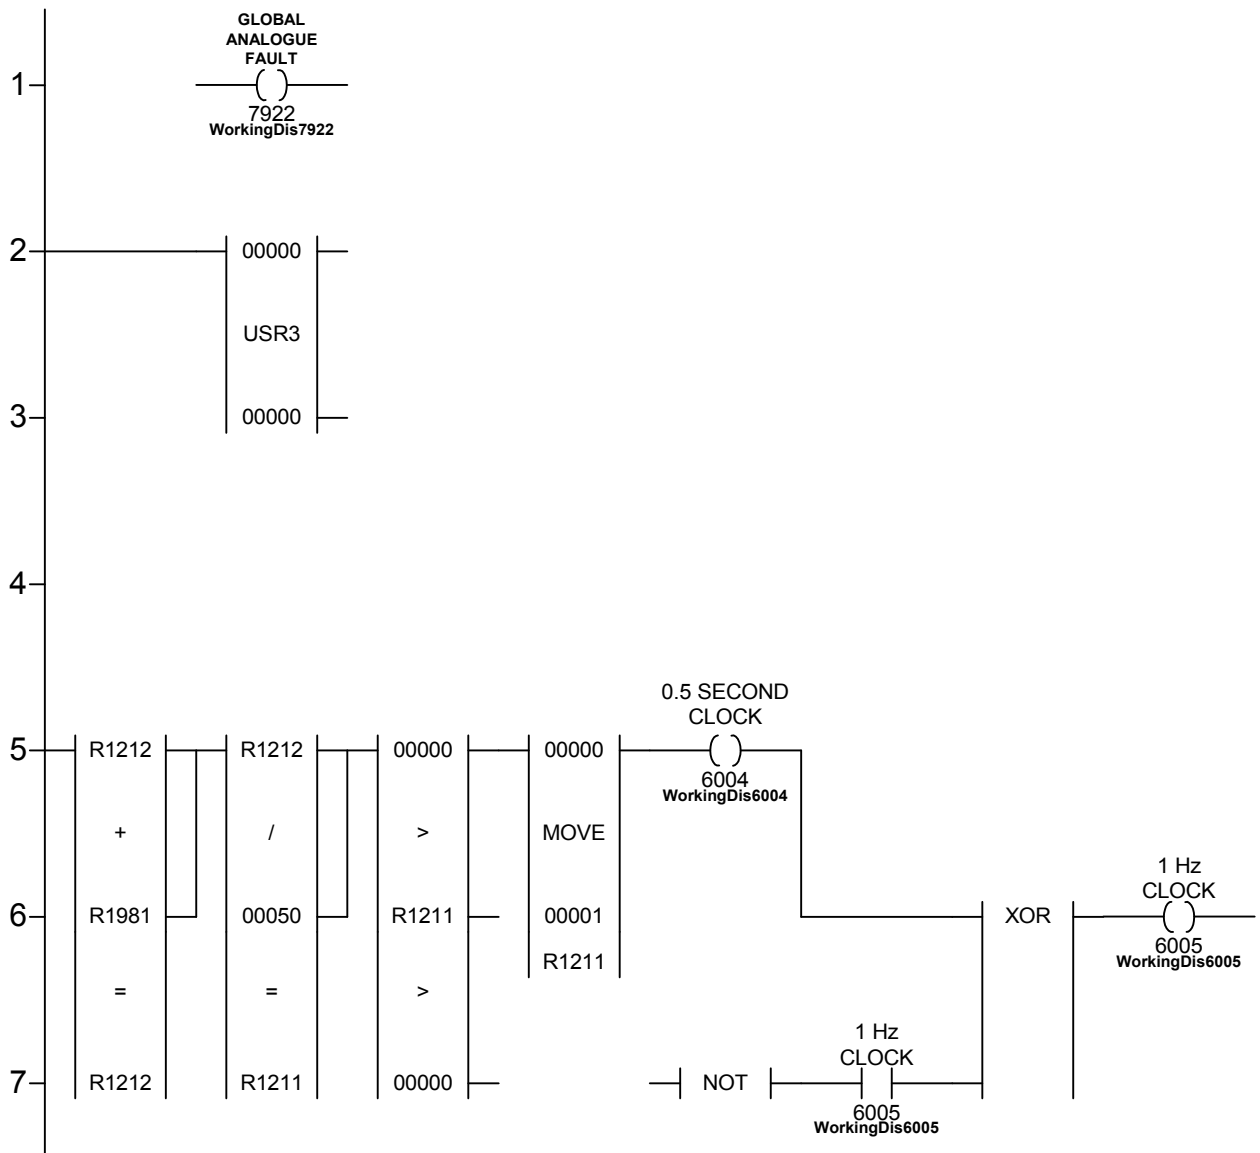 GLOBAL
ANALOGUE
FAULT
1
7922
WorkingDis7922
2
00000
USR3
3
00000
4
0.5 SECOND
CLOCK
5
R1212
R1212
00000
00000
6004
WorkingDis6004
+
/
>
MOVE
1 Hz
CLOCK
6
R1981
00050
R1211
00001
XOR
6005
WorkingDis6005
R1211
=
=
>
1 Hz
CLOCK
7
R1212
R1211
00000
NOT
6005
WorkingDis6005